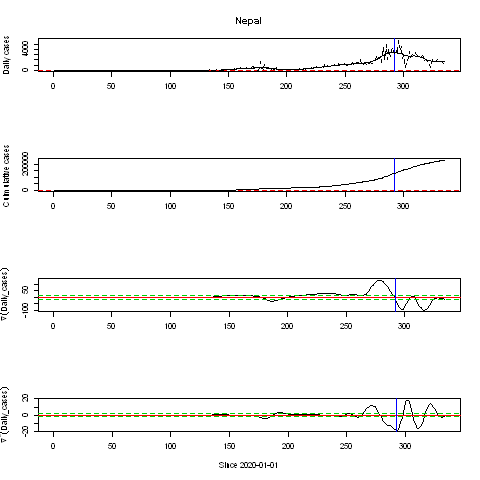 Nepal
Daily cases
0 4000
0 50 100 150 200 250 300
Culmulative cases
0 200000
0 50 100 150 200 250 300
∇(Daily_cases)
-100 50
0 50 100 150 200 250 300
∇²(Daily_cases)
-20 0 20
0 50 100 150 200 250 300
Since 2020-01-01